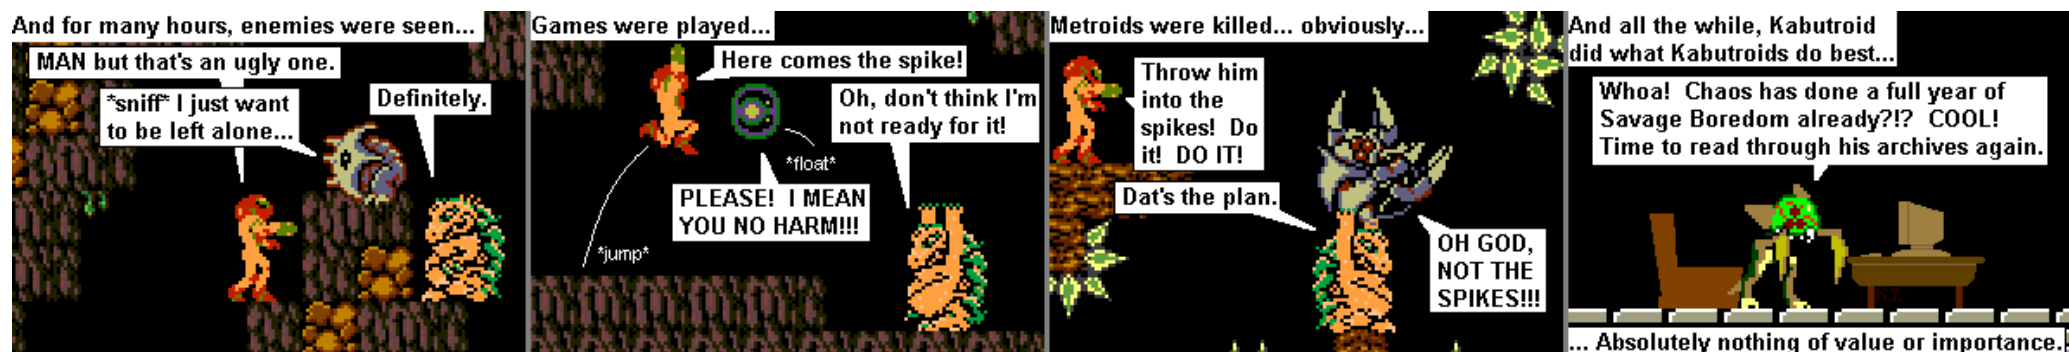 And for many hours, enemies were seen...
MAN but that's an ugly one.
*sniff* I just want
to be left alone...
Definitely.
Games were played...
Here comes the spike!
Oh, don't think I'm
not ready for it!
*float*
PLEASE!  I MEAN
YOU NO HARM!!!
*jump*
Metroids were killed... obviously...
Throw him
into the
spikes!  Do
it!  DO IT!
Dat's the plan.
OH GOD,
NOT THE
SPIKES!!!
And all the while, Kabutroid
did what Kabutroids do best...
Whoa!  Chaos has done a full year of
Savage Boredom already?!?  COOL!
Time to read through his archives again.
... Absolutely nothing of value or importance.